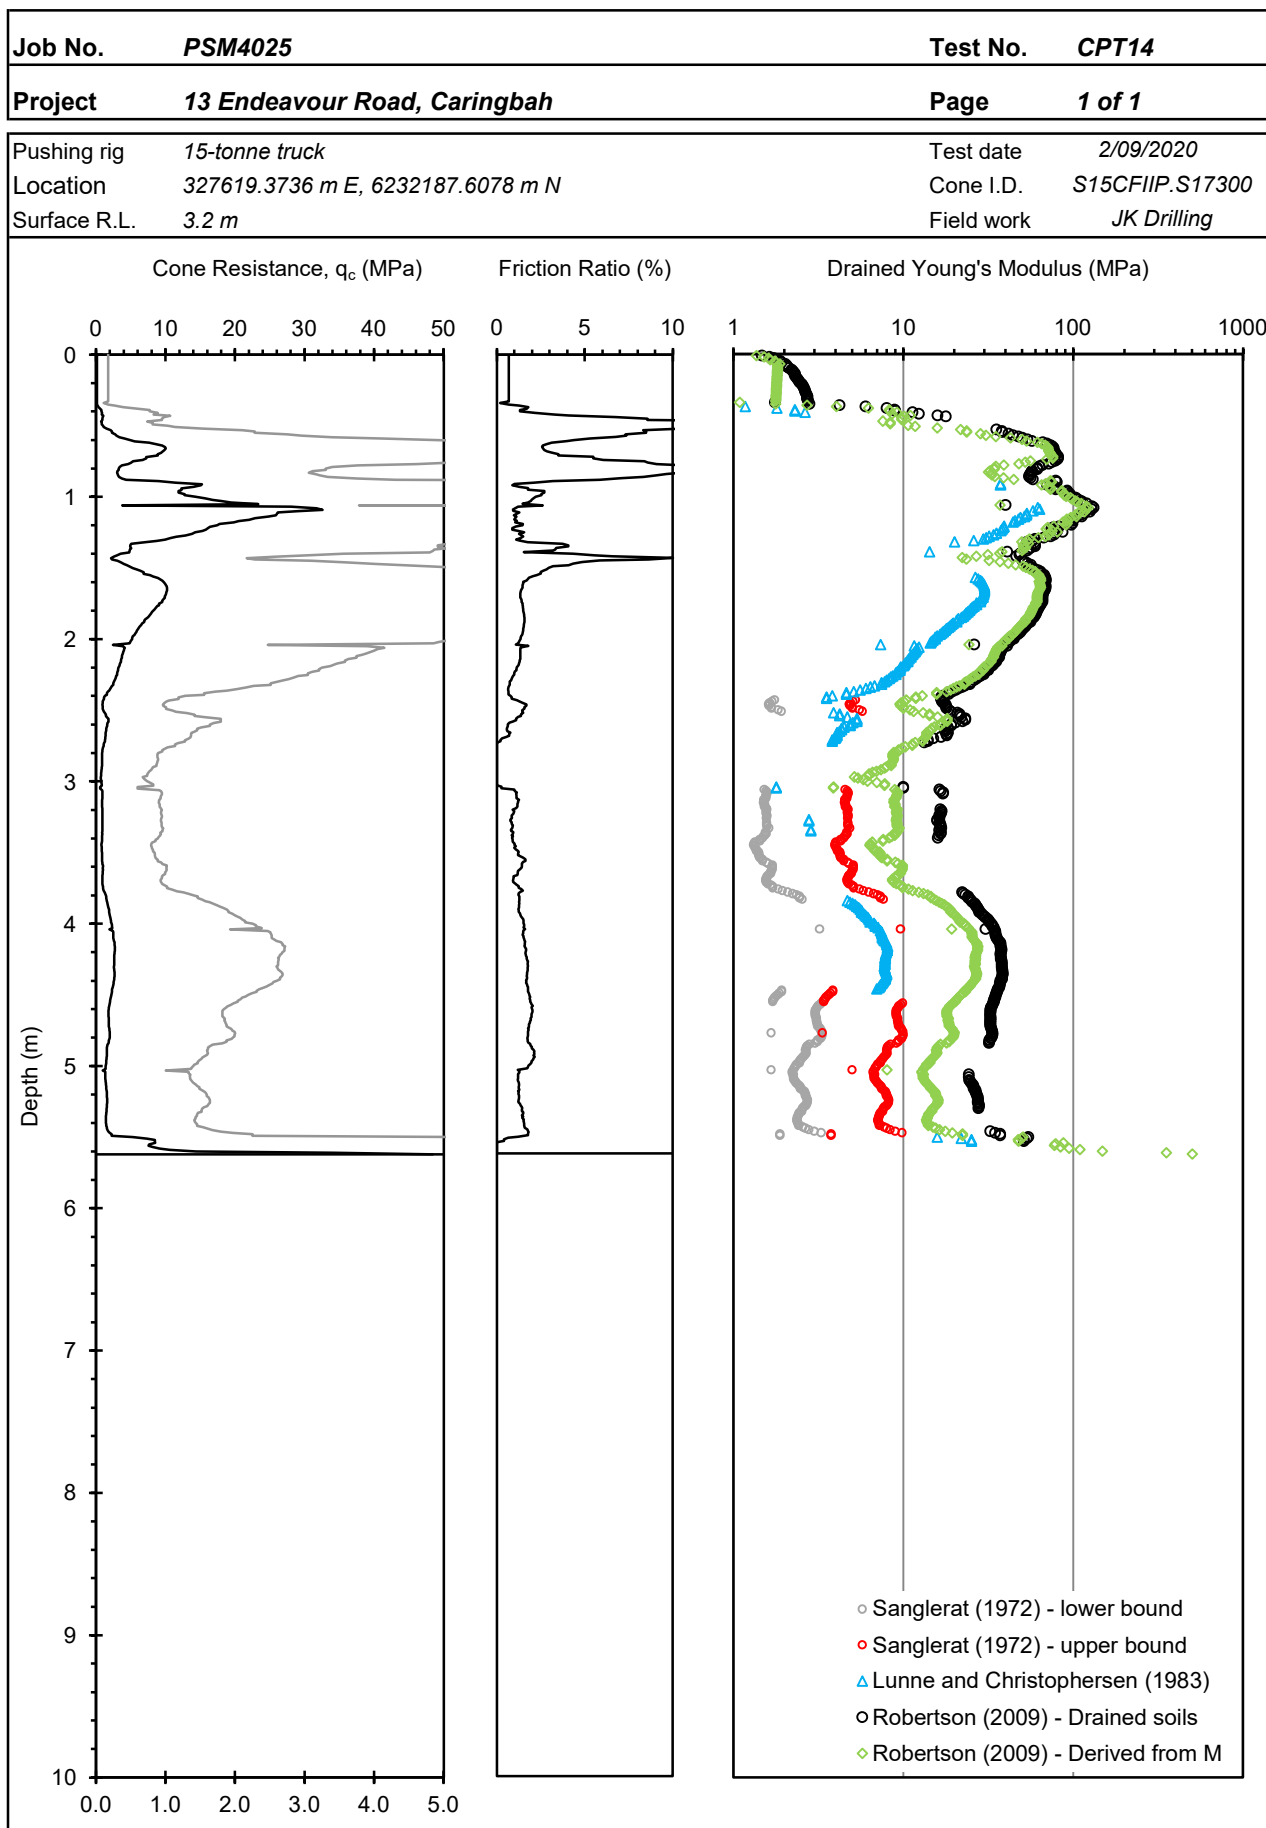 Job No. PSM4025 Test No. CPT14
Project 13 Endeavour Road, Caringbah Page 1 of 1
Pushing rig 15-tonne truck Test date 2/09/2020
Location 327619.3736 m E, 6232187.6078 m N Cone I.D. S15CFIIP.S17300
Surface R.L. 3.2 m Field work JK Drilling
Cone Resistance, qc (MPa) Friction Ratio (%) Drained Young's Modulus (MPa)
0 10 20 30 40 50 0 5 10 1 10 100 1000
0
1
2
3
4
5
6
7
8
9
10
Depth (m)
0.0 1.0 2.0 3.0 4.0 5.0
Sanglerat (1972) - lower bound
Sanglerat (1972) - upper bound
Lunne and Christophersen (1983)
Robertson (2009) - Drained soils
Robertson (2009) - Derived from M